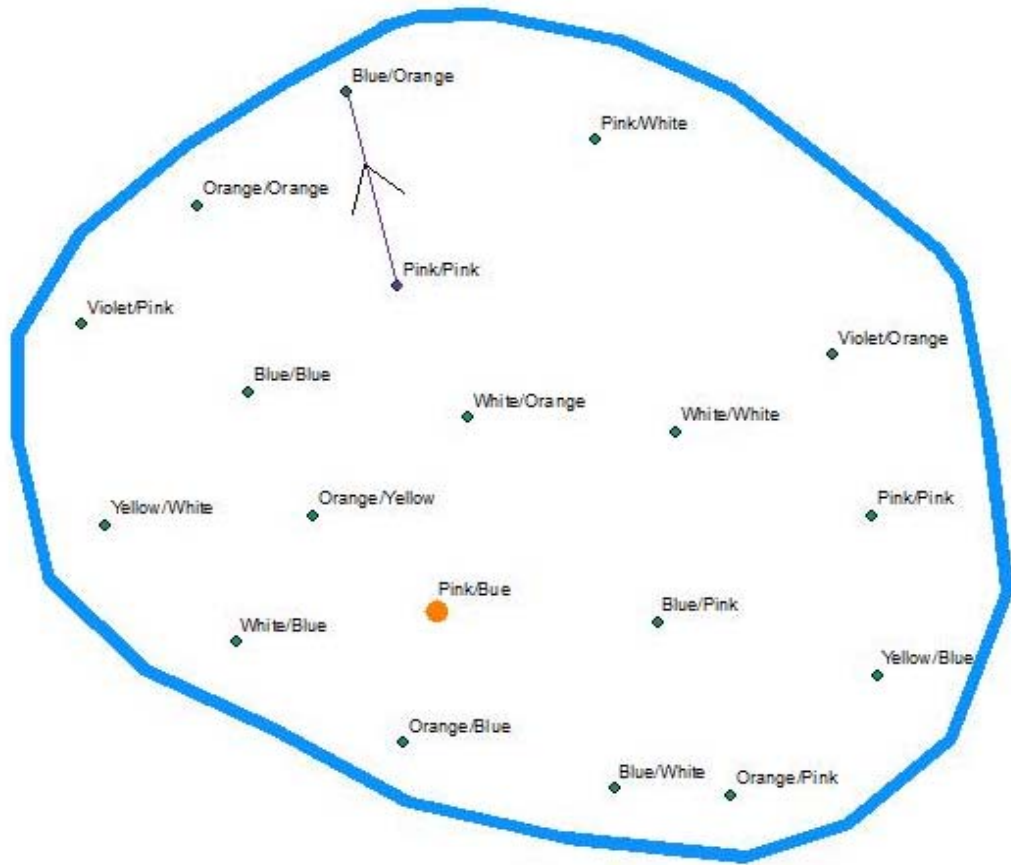 Blue/Orange
Pink/White
Orange/Orange
Pink/Pink
Violet/Pink
Violet/Orange
Blue/Blue
White/Orange
White/White
Yellow/White
Orange/Yellow
Pink/Pink
Pink/Bue
Blue/Pink
White/Blue
Yellow/Blue
Orange/Blue
Blue/White
Orange/Pink